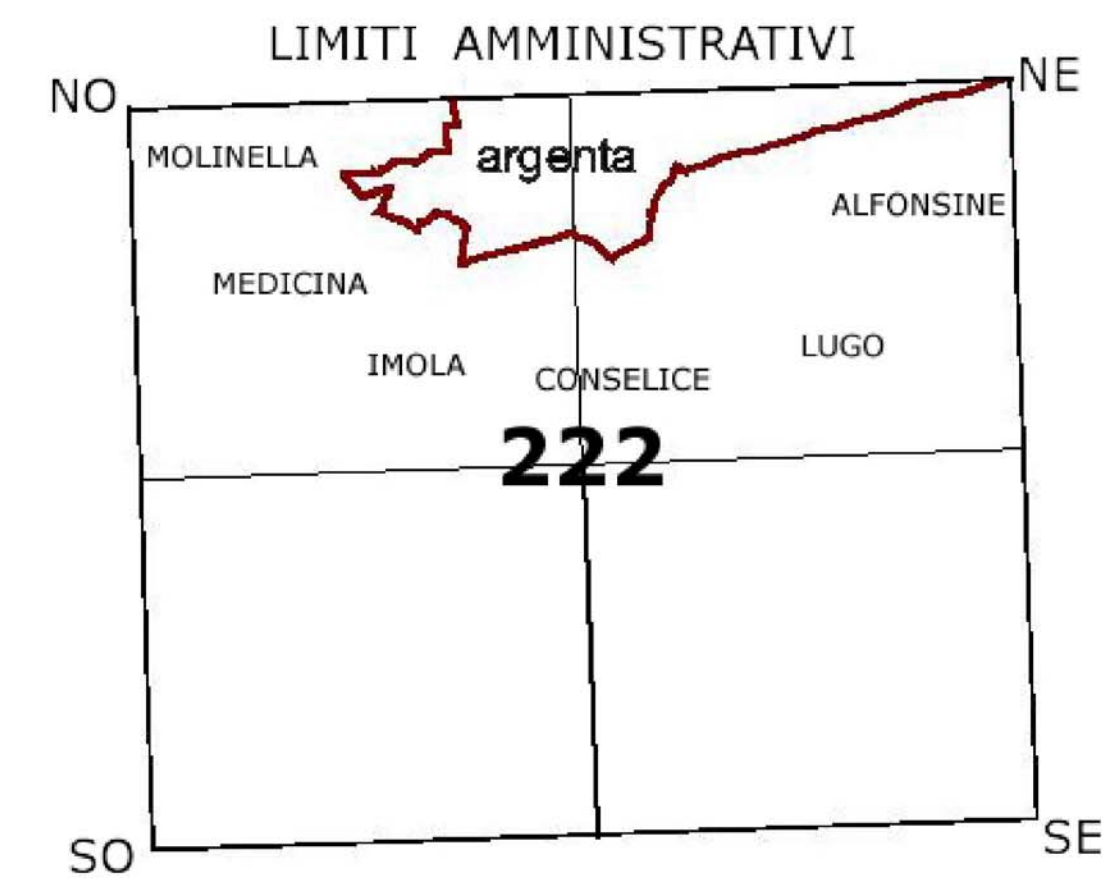 LIMITI AMMINISTRATIVI
NO
NE
MOLINELLA
argenta
ALFONSINE
MEDICINA
IMOLA
CONSELICE
LUGO
222
SO
SE